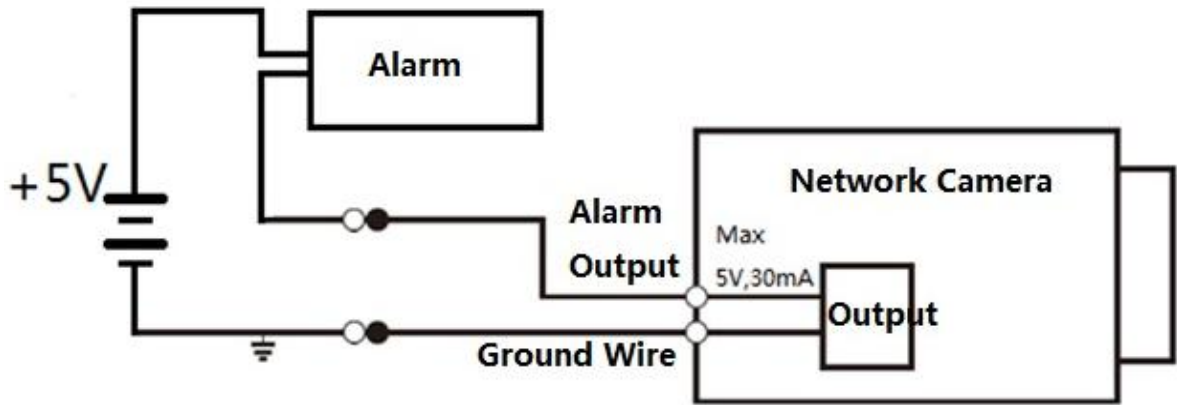 Alarm
+5V
Network Camera
Alarm
Output
Max
5V,30mA
Output
Ground Wire